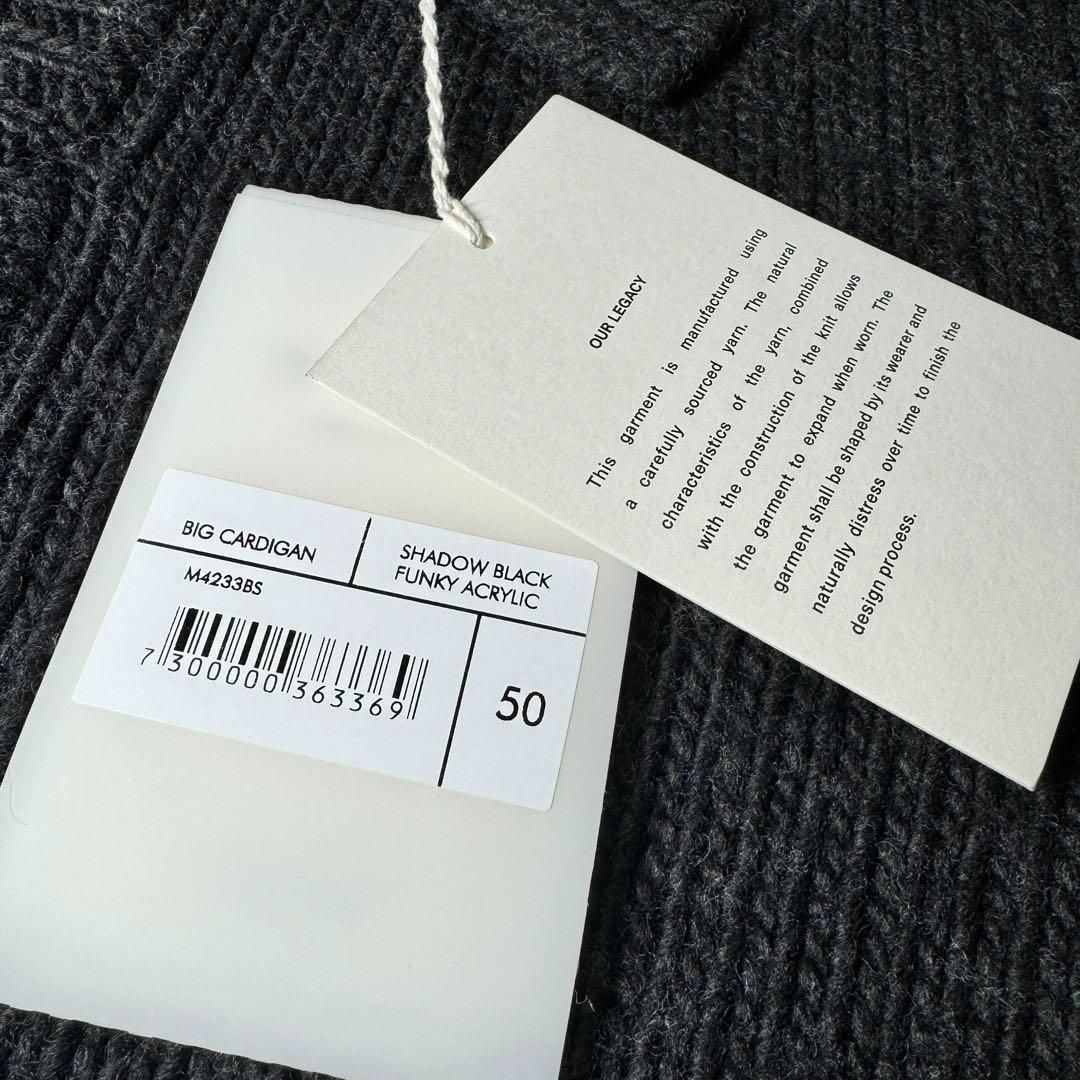 OUR LEGACY
This garment is manufactured using
a carefully sourced yarn. The natural
characteristics of the yarn, combined
with the construction of the knit allows
the garment to expand when worn. The
garment shall be shaped by its wearer and
naturally distress over time to finish the
design process.
BIG CARDIGAN
SHADOW BLACK
FUNKY ACRYLIC
M4233BS
7 300000 363369
50